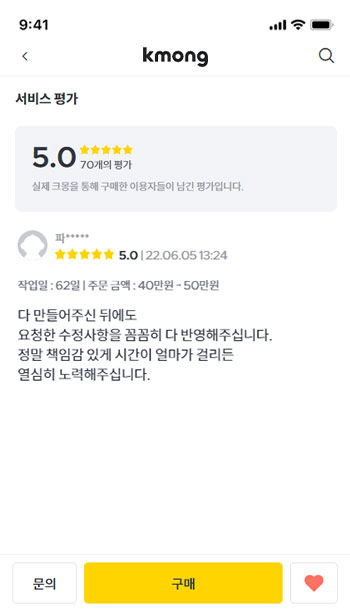 9:41
kmong
서비스 평가
5.0
70개의 평가
실제 크몽을 통해 구매한 이용자들이 남긴 평가입니다.
파*****
5.0 | 22.06.05 13:24
작업일 : 62일 | 주문 금액 : 40만원 - 50만원
다 만들어주신 뒤에도
요청한 수정사항을 꼼꼼히 다 반영해주십니다.
정말 책임감 있게 시간이 얼마가 걸리든
열심히 노력해주십니다.
문의
구매